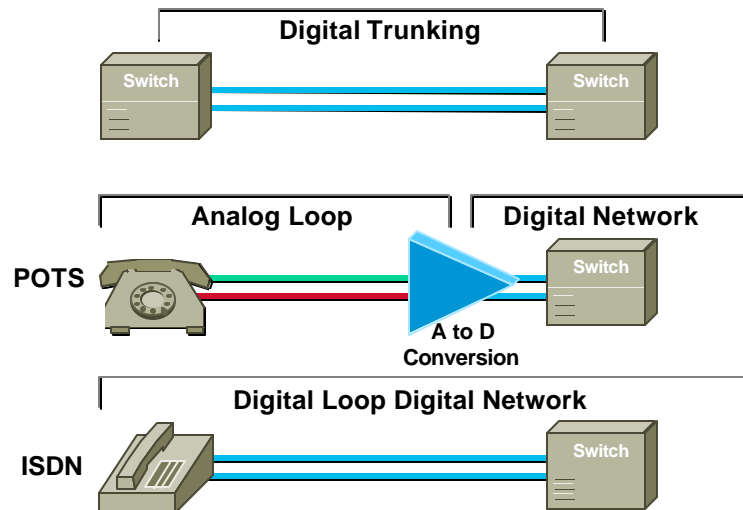 Digital Trunking
Switch
Switch
Analog Loop
Digital Network
POTS
Switch
A to D
Conversion
Digital Loop Digital Network
ISDN
Switch